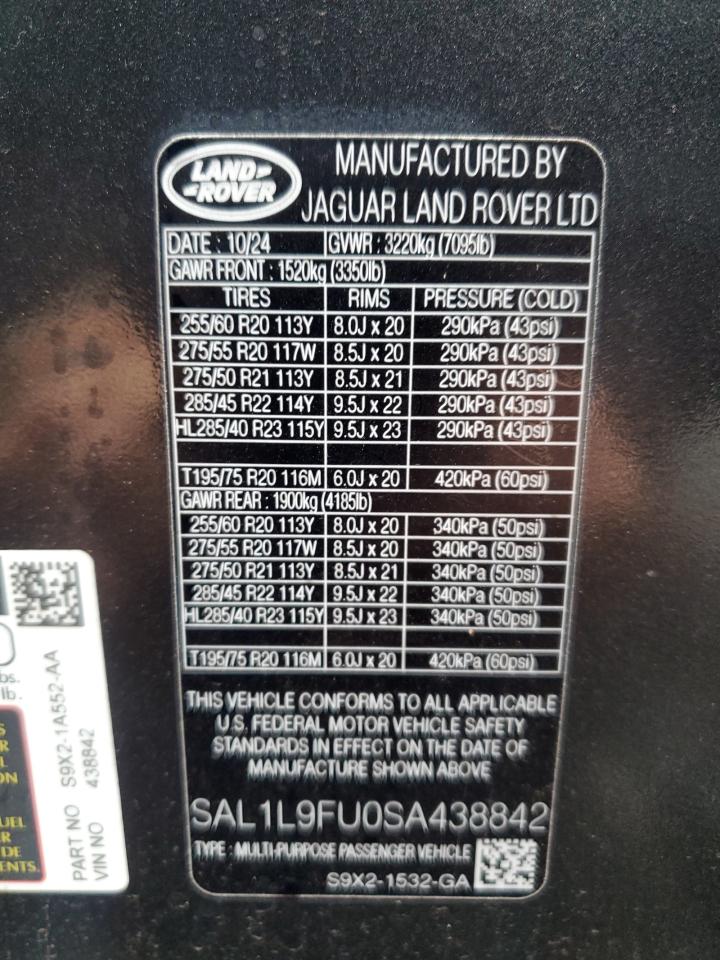 LAND-
-ROVER
MANUFACTURED BY
JAGUAR LAND ROVER LTD
DATE : 10/24 GVWR : 3220kg (7095lb)
GAWR FRONT : 1520kg (3350lb)
TIRES RIMS PRESSURE (COLD)
255/60 R20 113Y 8.0J x 20 290kPa (43psi)
275/55 R20 117W 8.5J x 20 290kPa (43psi)
275/50 R21 113Y 8.5J x 21 290kPa (43psi)
285/45 R22 114Y 9.5J x 22 290kPa (43psi)
HL285/40 R23 115Y 9.5J x 23 290kPa (43psi)
T195/75 R20 116M 6.0J x 20 420kPa (60psi)
GAWR REAR : 1900kg (4185lb)
255/60 R20 113Y 8.0J x 20 340kPa (50psi)
275/55 R20 117W 8.5J x 20 340kPa (50psi)
275/50 R21 113Y 8.5J x 21 340kPa (50psi)
285/45 R22 114Y 9.5J x 22 340kPa (50psi)
HL285/40 R23 115Y 9.5J x 23 340kPa (50psi)
T195/75 R20 116M 6.0J x 20 420kPa (60psi)
THIS VEHICLE CONFORMS TO ALL APPLICABLE
U.S. FEDERAL MOTOR VEHICLE SAFETY
STANDARDS IN EFFECT ON THE DATE OF
MANUFACTURE SHOWN ABOVE
SAL1L9FU0SA438842
TYPE : MULTI-PURPOSE PASSENGER VEHICLE
S9X2-1532-GA
PART NO S9X2-1A552-AA
VIN NO 438842